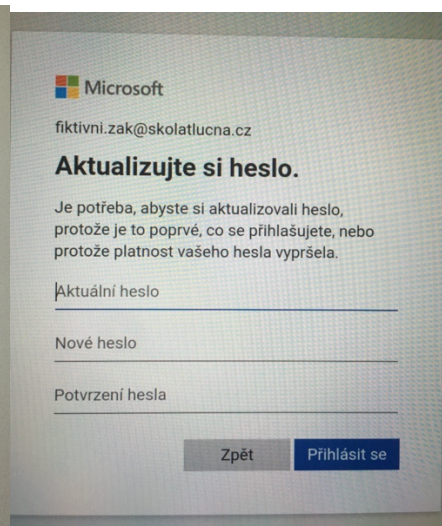 Microsoft
fiktivni.zak@skolatlucna.cz
Aktualizujte si heslo.
Je potřeba, abyste si aktualizovali heslo,
protože je to poprvé, co se přihlašujete, nebo
protože platnost vašeho hesla vypršela.
Aktuální heslo
Nové heslo
Potvrzení hesla
Zpět
Přihlásit se